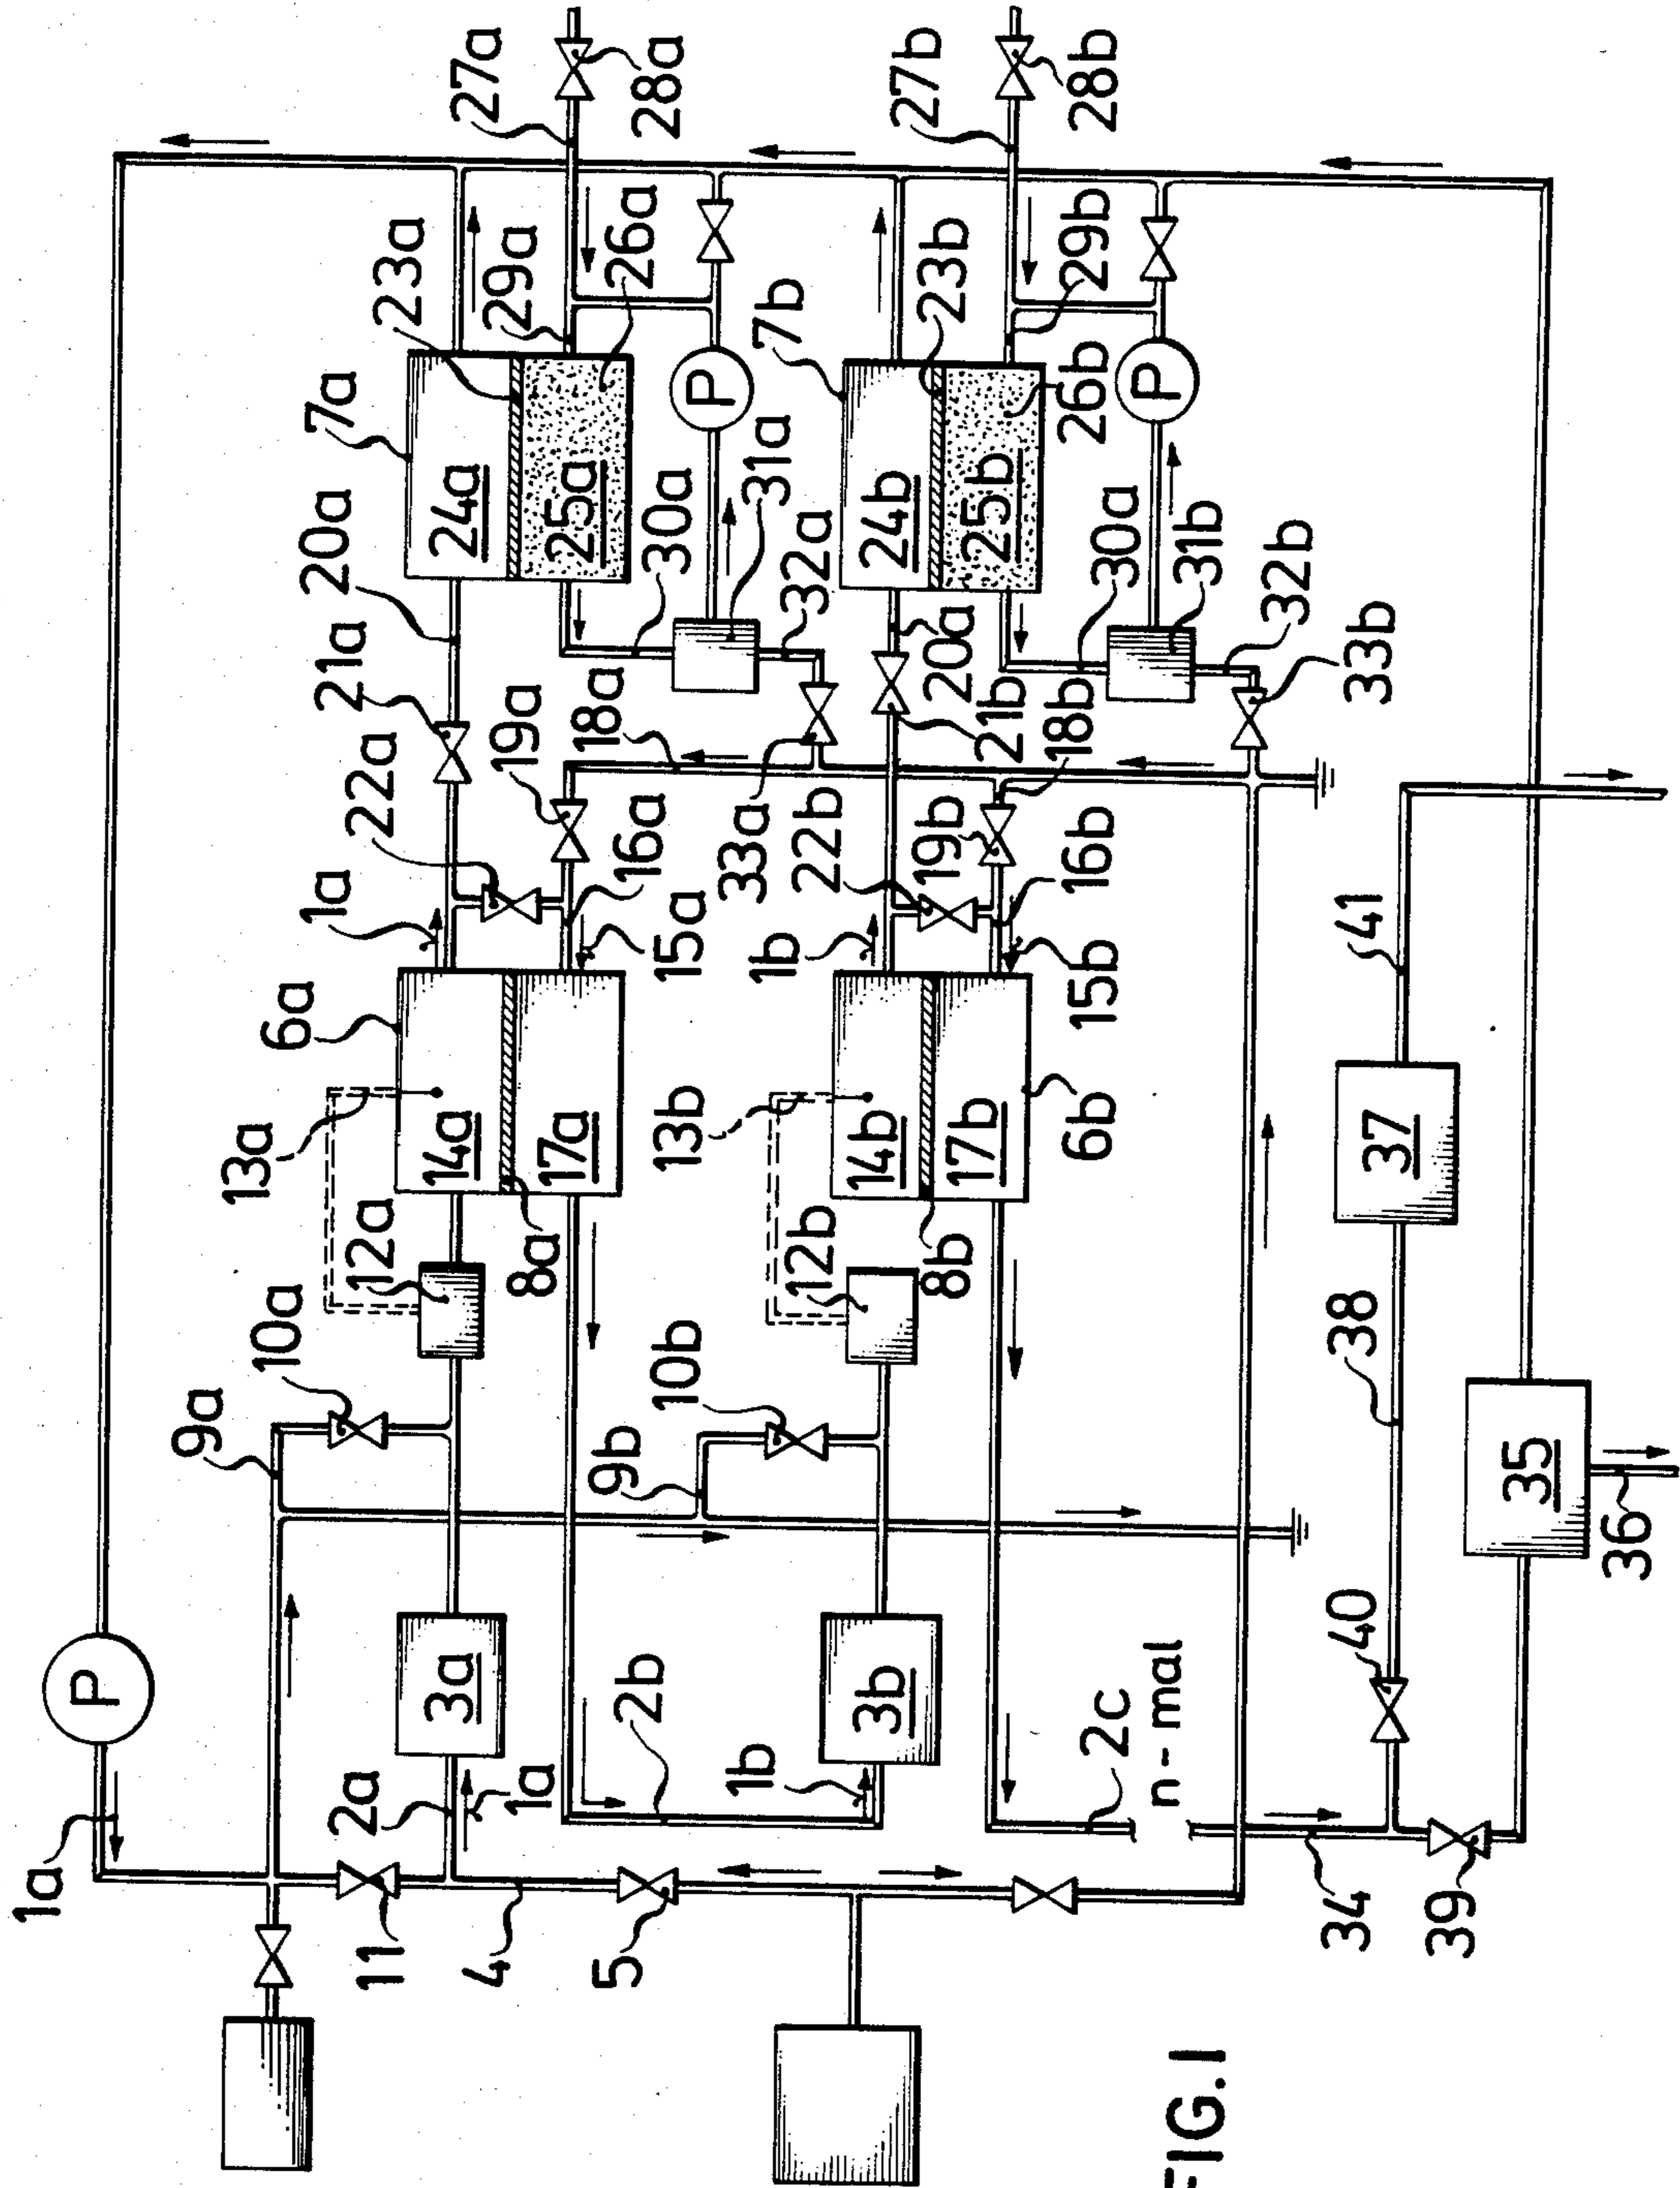 27a
28a
27b
28b
23a
29a
26a
7a
7b
23b
29b
26b
P
P
24a
25a
24b
25b
20a
30a
31a
32a
20a
30a
31b
32b
33b
21a
22a
19a
18a
16a
33a
21b
18b
22b
19b
16b
1a
15a
1b
15b
6a
13a
14a
17a
13b
14b
17b
6b
41
37
12a
8a
12b
8b
10a
9a
10b
9b
38
35
36
40
P
3a
3b
2a
1a
2b
1b
2c
n - mal
1a
11
4
5
34
39
FIG.1